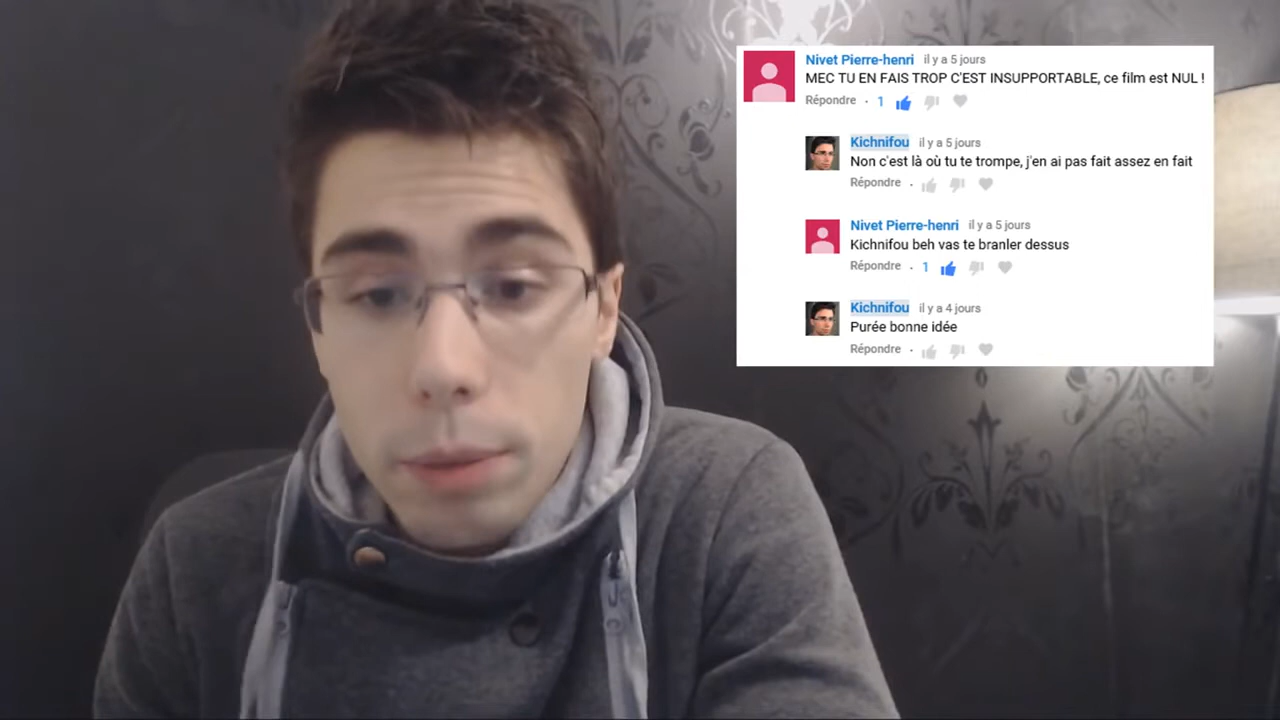 Nivet Pierre-henri il y a 5 jours
MEC TU EN FAIS TROP C'EST INSUPPORTABLE, ce film est NUL !
Répondre · 1
Kichnifou il y a 5 jours
Non c'est là où tu te trompe, j'en ai pas fait assez en fait
Répondre ·
Nivet Pierre-henri il y a 5 jours
Kichnifou beh vas te branler dessus
Répondre · 1
Kichnifou il y a 4 jours
Purée bonne idée
Répondre ·